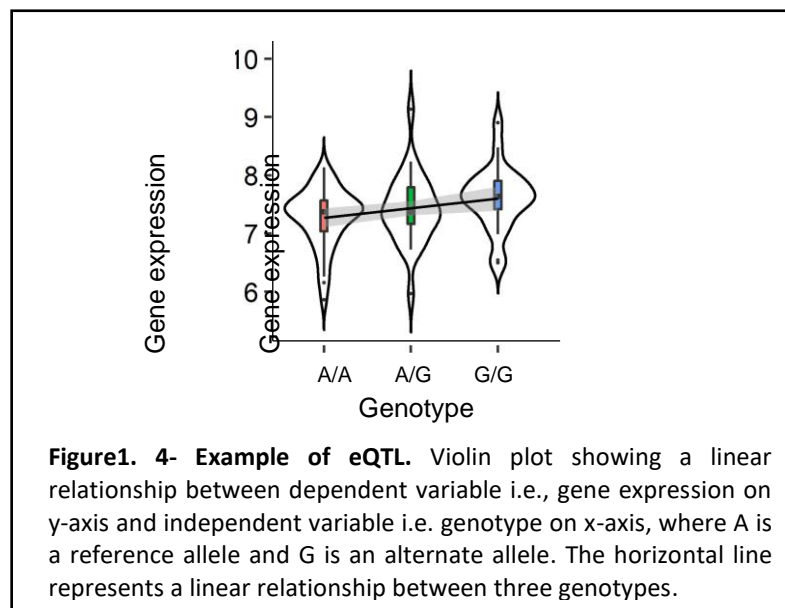 10
9
8
7
6
Gene expression
Gene expression
A/A A/G G/G
Genotype
Figure1. 4- Example of eQTL. Violin plot showing a linear
relationship between dependent variable i.e., gene expression on
y-axis and independent variable i.e. genotype on x-axis, where A is
a reference allele and G is an alternate allele. The horizontal line
represents a linear relationship between three genotypes.